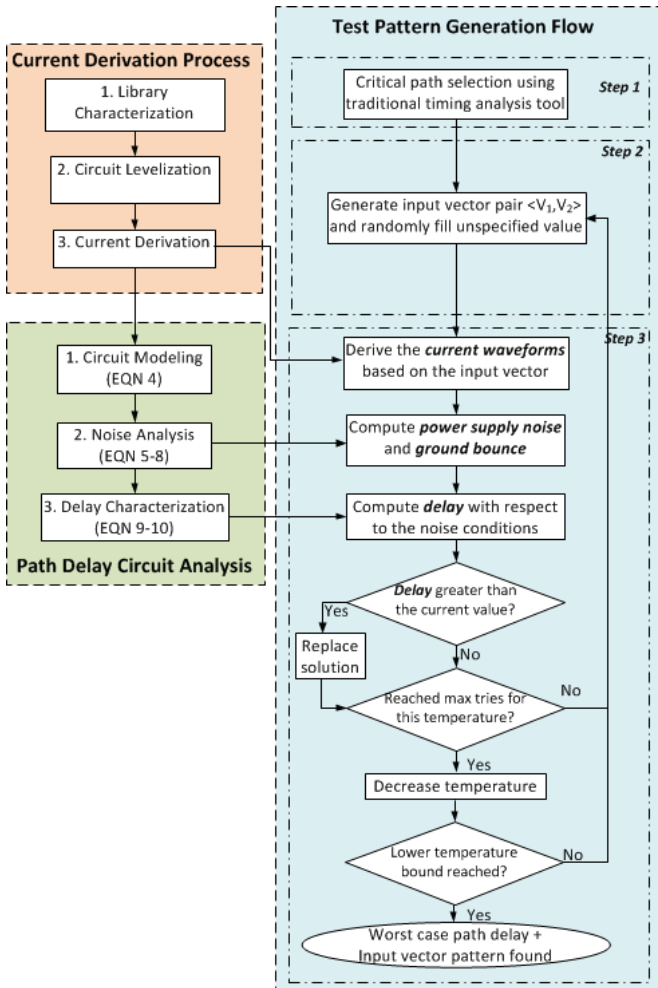 Current Derivation Process
1. Library
Characterization
2. Circuit Levelization
3. Current Derivation
1. Circuit Modeling
(EQN 4)
2. Noise Analysis
(EQN 5-8)
3. Delay Characterization
(EQN 9-10)
Path Delay Circuit Analysis
Test Pattern Generation Flow
Step 1
Critical path selection using
traditional timing analysis tool
Step 2
Generate input vector pair <V₁,V₂>
and randomly fill unspecified value
Step 3
Derive the current waveforms
based on the input vector
Compute power supply noise
and ground bounce
Compute delay with respect
to the noise conditions
Delay greater than
the current value?
Yes
Replace
solution
No
Reached max tries for
this temperature?
No
Yes
Decrease temperature
Lower temperature
bound reached?
No
Yes
Worst case path delay +
Input vector pattern found